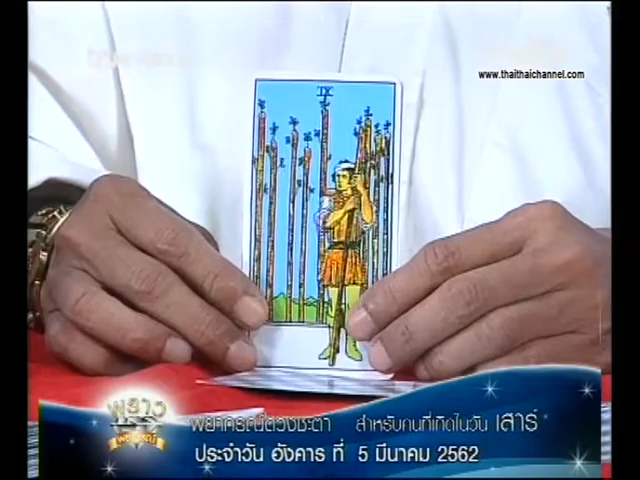 www.thaithaichannel.com
IX
พยากรณ์ดวงชะตา สำหรับคนที่เกิดในวัน เสาร์
ประจำวัน อังคาร ที่ 5 มีนาคม 2562